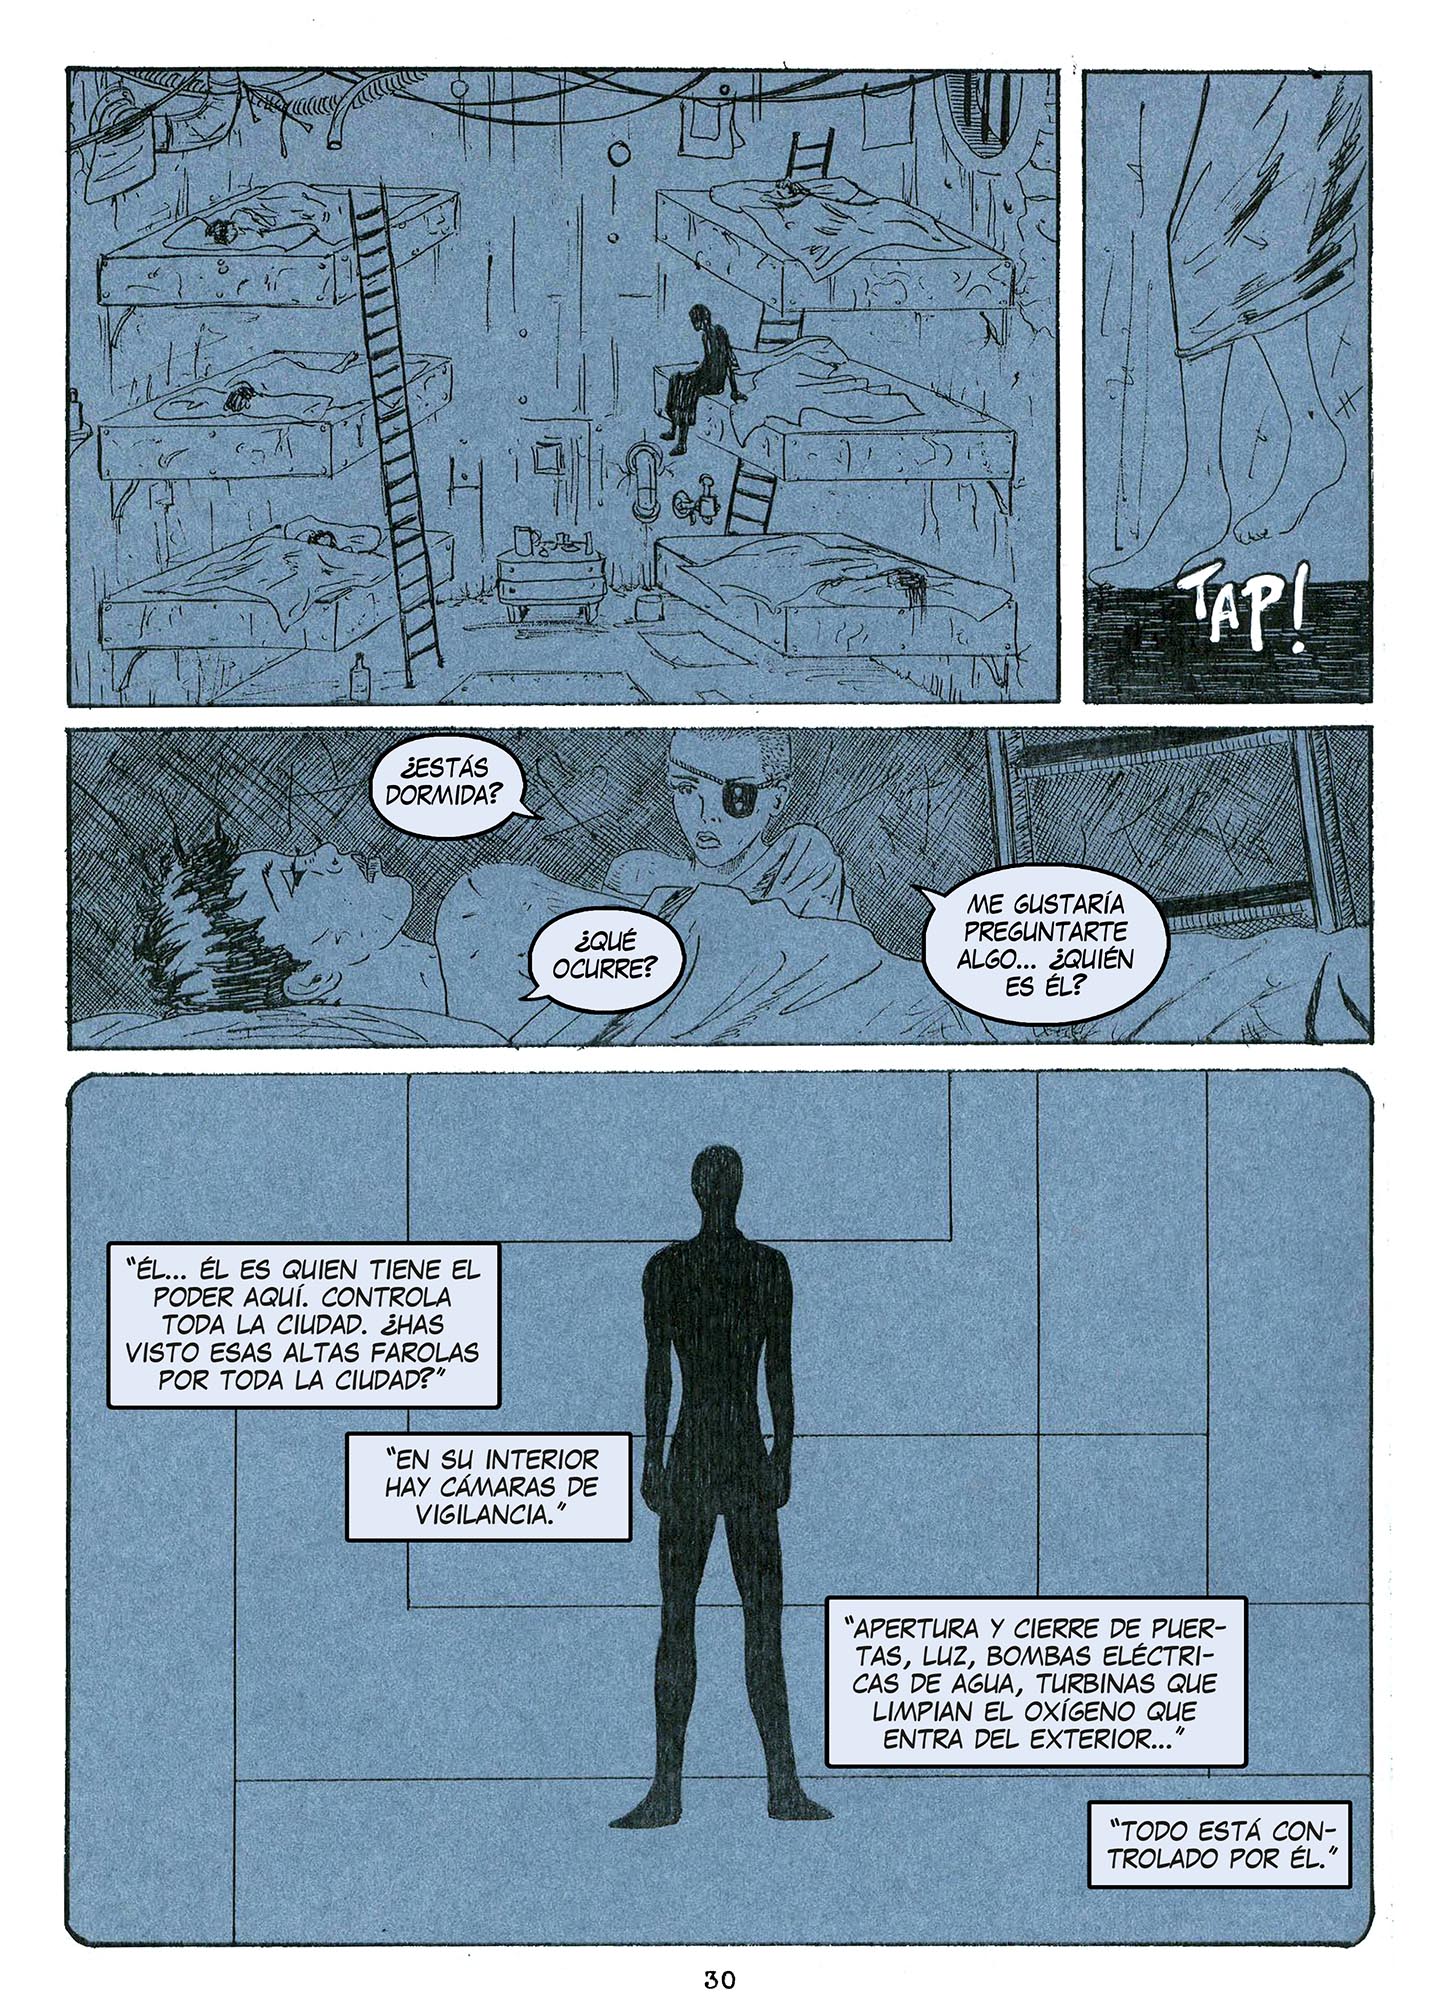 TAP!
¿ESTÁS
DORMIDA?
¿QUÉ
OCURRE?
ME GUSTARÍA
PREGUNTARTE
ALGO... ¿QUIÉN
ES ÉL?
"ÉL... ÉL ES QUIEN TIENE EL
PODER AQUÍ. CONTROLA
TODA LA CIUDAD. ¿HAS
VISTO ESAS ALTAS FAROLAS
POR TODA LA CIUDAD?"
"EN SU INTERIOR
HAY CÁMARAS DE
VIGILANCIA."
"APERTURA Y CIERRE DE PUER-
TAS, LUZ, BOMBAS ELÉCTRI-
CAS DE AGUA, TURBINAS QUE
LIMPIAN EL OXÍGENO QUE
ENTRA DEL EXTERIOR..."
"TODO ESTÁ CON-
TROLADO POR ÉL."
30